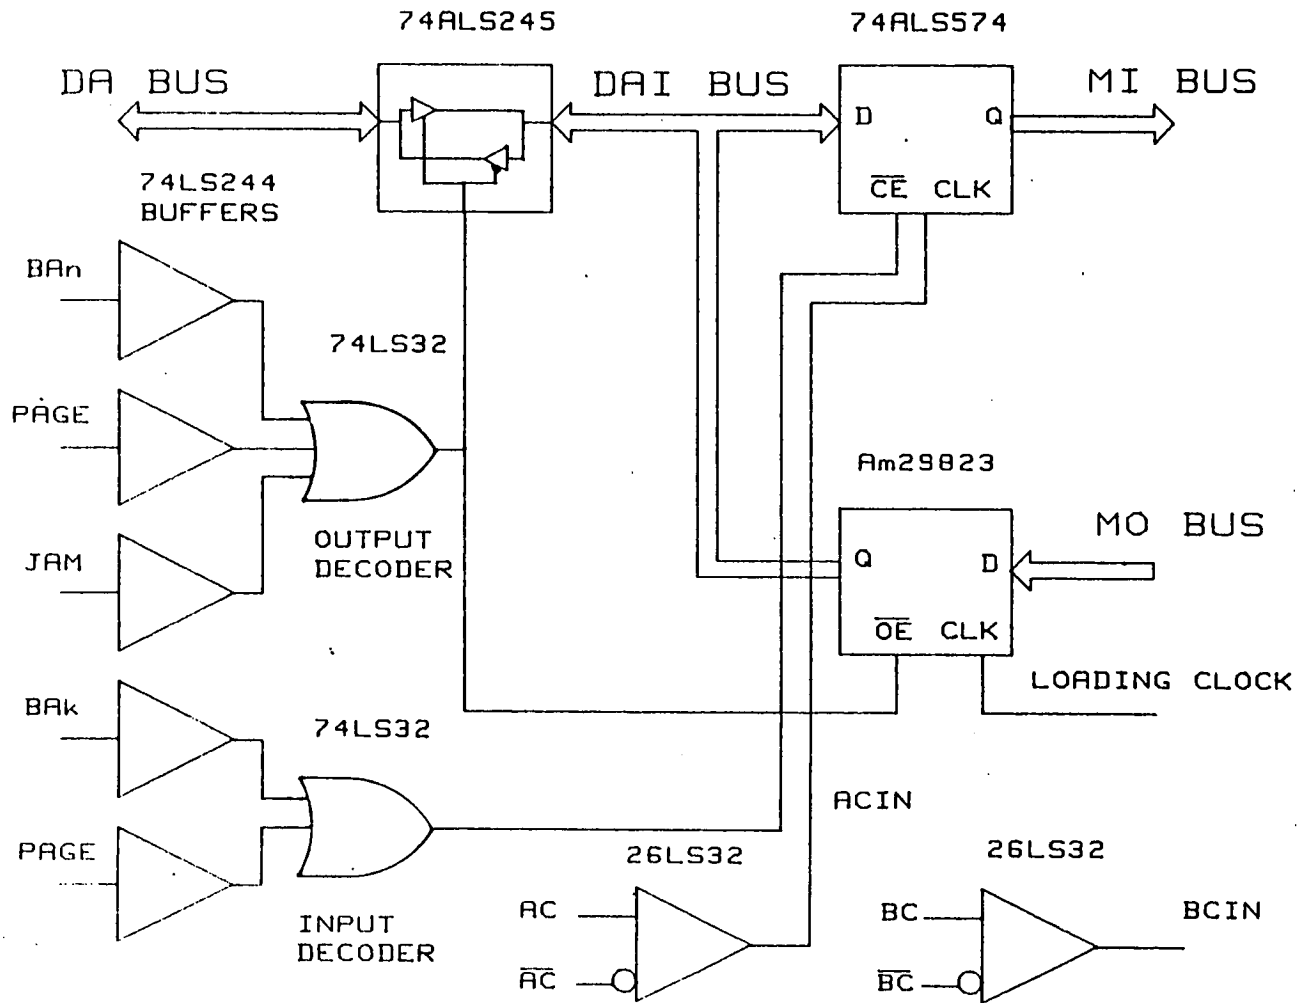 74ALS245
74ALS574
DA BUS
DAI BUS
MI BUS
D
Q
CE CLK
74LS244
BUFFERS
BAn
74LS32
PAGE
OUTPUT
DECODER
JAM
Am29823
MO BUS
Q
D
OE CLK
LOADING CLOCK
BAk
74LS32
PAGE
INPUT
DECODER
ACIN
26LS32
AC
AC
26LS32
BC
BC
BCIN